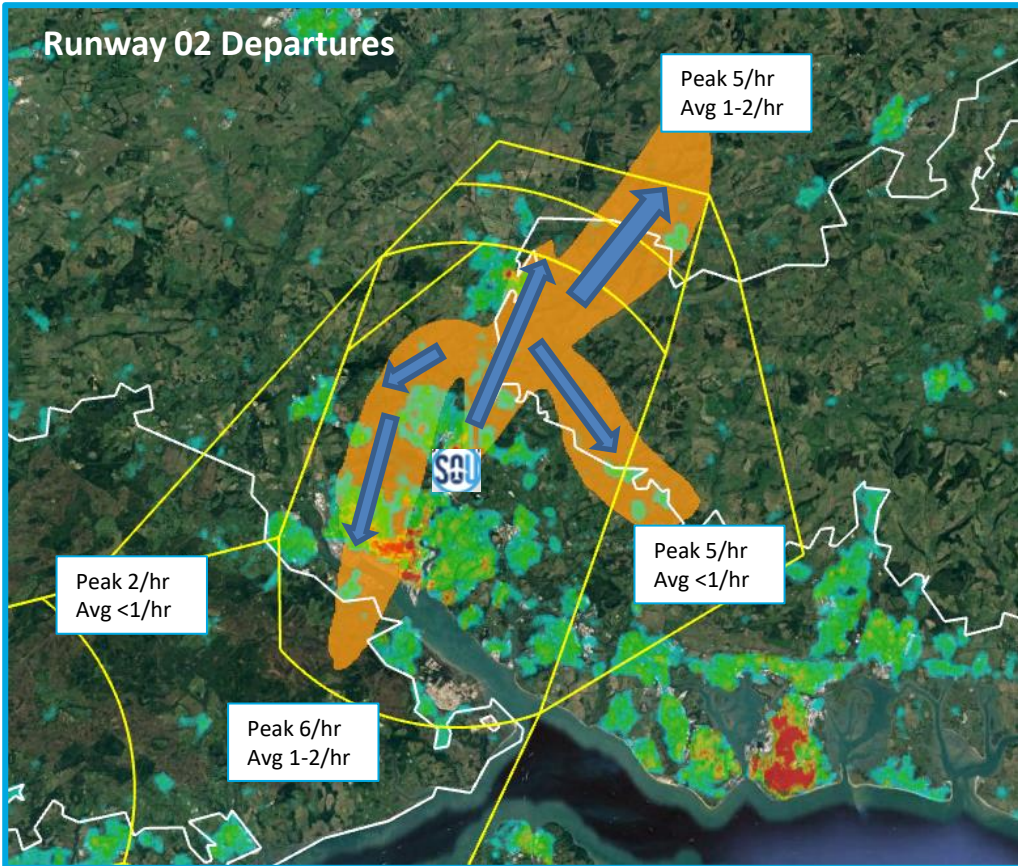 Runway 02 Departures
Peak 5/hr
Avg 1-2/hr
SOU
Peak 5/hr
Avg <1/hr
Peak 2/hr
Avg <1/hr
Peak 6/hr
Avg 1-2/hr